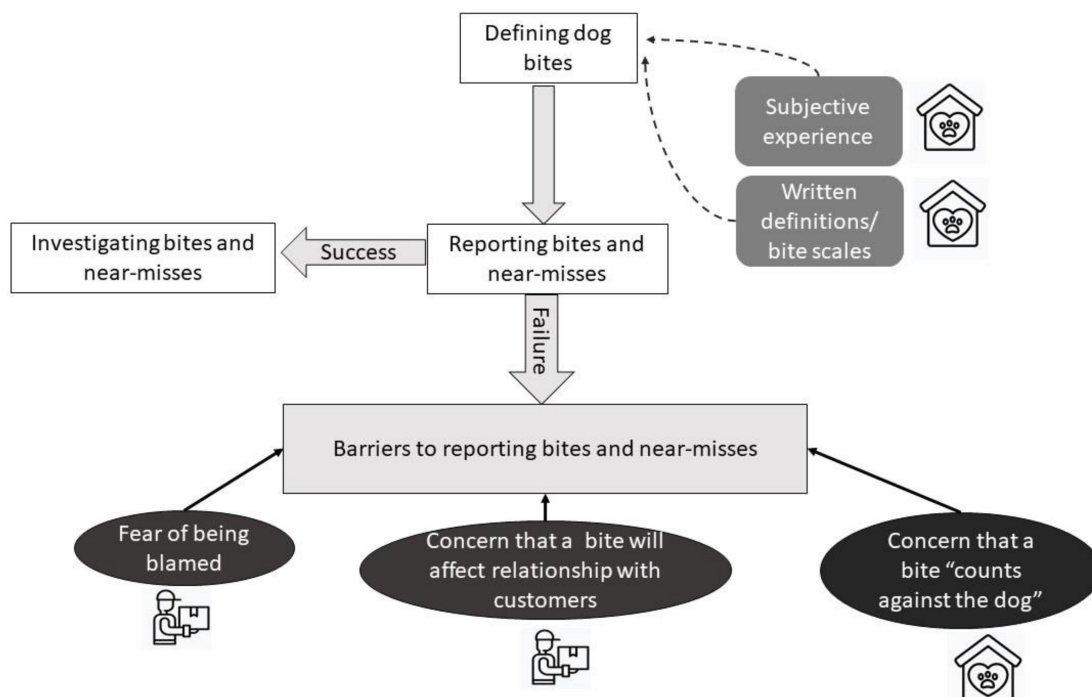 Defining dog
bites
Subjective
experience
Written
definitions/
bite scales
Investigating bites and
near-misses
Success
Reporting bites and
near-misses
Failure
Barriers to reporting bites and near-misses
Fear of being
blamed
Concern that a bite will
affect relationship with
customers
Concern that a
bite “counts
against the dog”